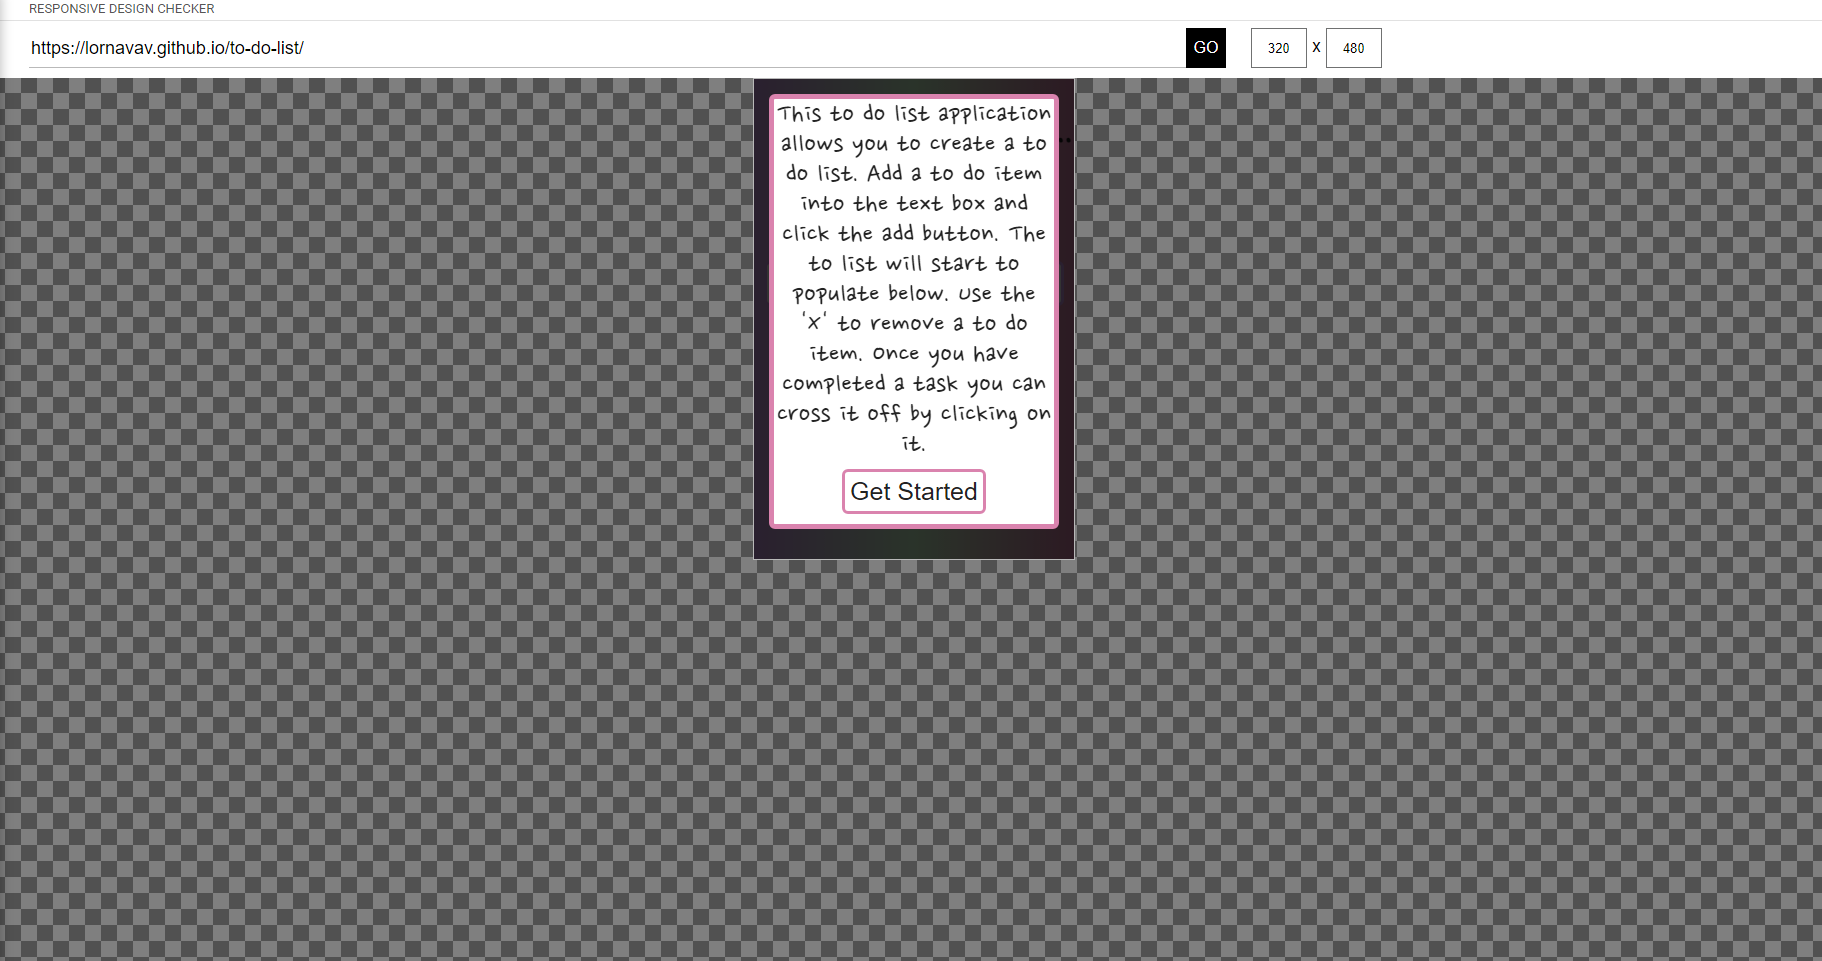 RESPONSIVE DESIGN CHECKER
https://lornavav.github.io/to-do-list/
GO
320 X 480
This to do list application
allows you to create a to
do list. Add a to do item
into the text box and
click the add button. The
to list will start to
populate below. Use the
'x' to remove a to do
item. Once you have
completed a task you can
cross it off by clicking on
it.
Get Started